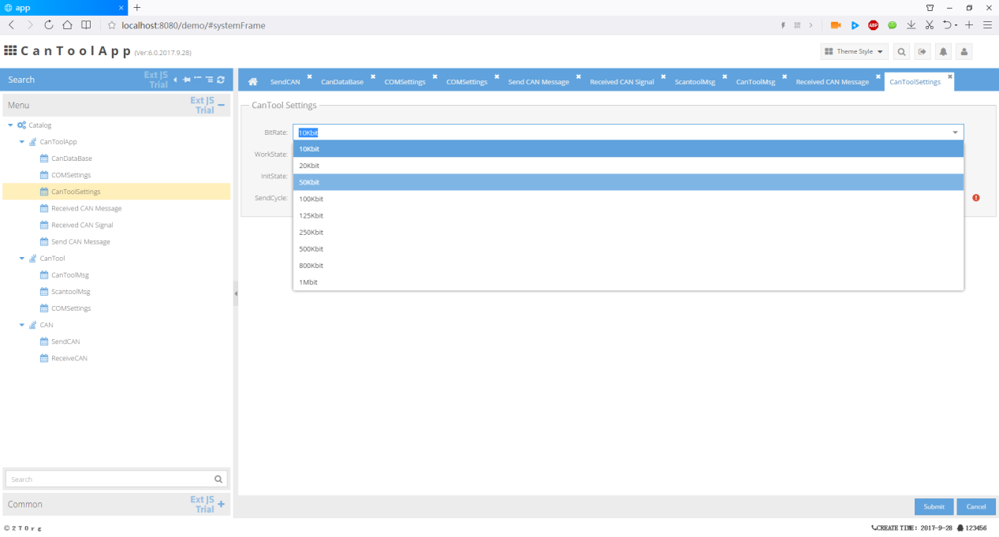 app
localhost:8080/demo/#systemFrame
ABP
CanToolApp (Ver:6.0.2017.9.28)
Theme Style
Search
Ext JS
Trial
SendCAN
CanDataBase
COMSettings
COMSettings
Send CAN Message
Received CAN Signal
ScantoolMsg
CanToolMsg
Received CAN Message
CanToolSettings
Menu
Ext JS
Trial
Catalog
CanToolApp
CanDataBase
COMSettings
CanToolSettings
Received CAN Message
Received CAN Signal
Send CAN Message
CanTool
CanToolMsg
ScantoolMsg
COMSettings
CAN
SendCAN
ReceiveCAN
Search
Common
Ext JS
Trial
CanTool Settings
BitRate: 10Kbit
WorkState:
InitState:
SendCycle:
10Kbit
20Kbit
50Kbit
100Kbit
125Kbit
250Kbit
500Kbit
800Kbit
1Mbit
Submit
Cancel
©2TOrg
CREATE TIME: 2017-9-28 123456